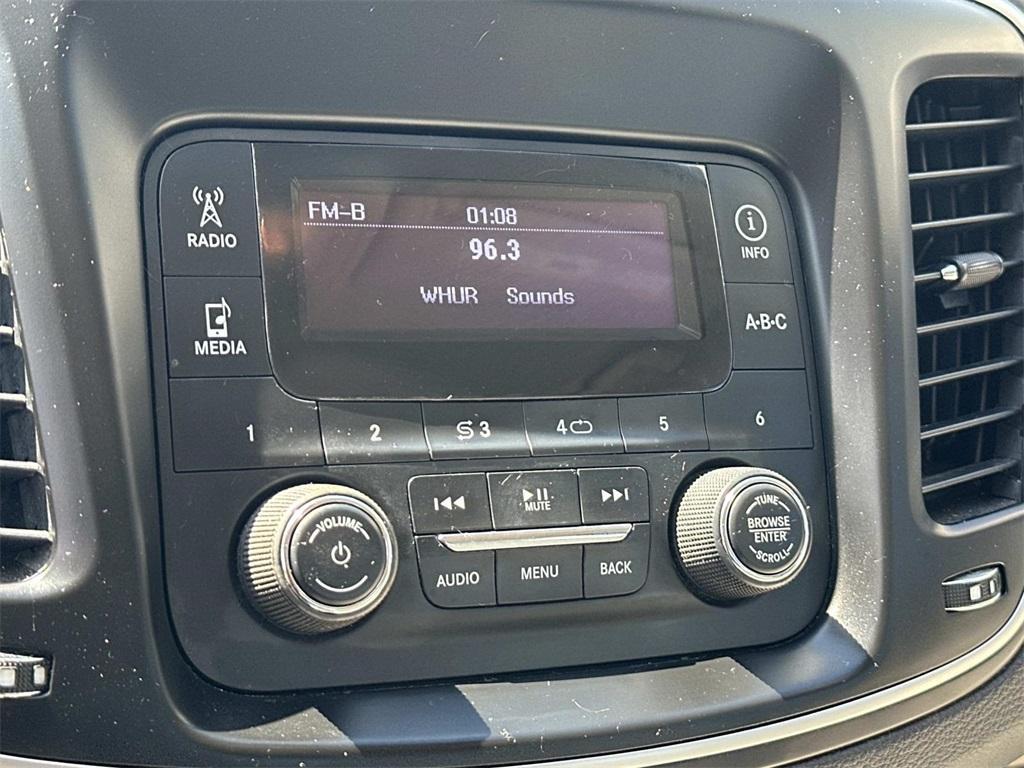 FM-B 01:08
96.3
WHUR Sounds
RADIO
INFO
MEDIA
A•B•C
1 2 3 4 5 6
VOLUME
MUTE
TUNE
BROWSE
ENTER
SCROLL
AUDIO MENU BACK